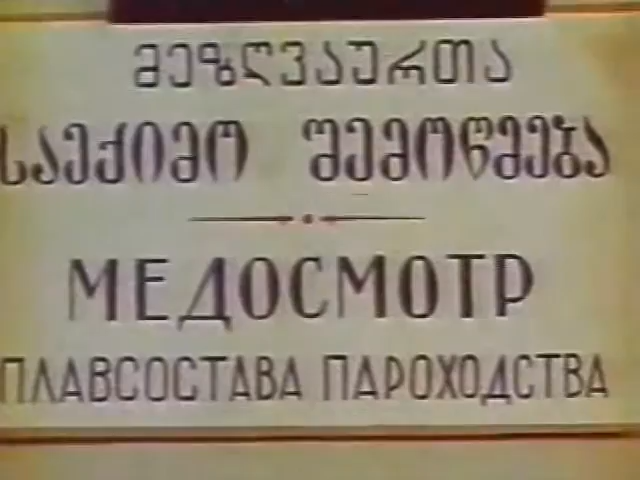 მეზღვაურთა
საექიმო შემოწმება
МЕДОСМОТР
ПЛАВСОСТАВА ПАРОХОДСТВА